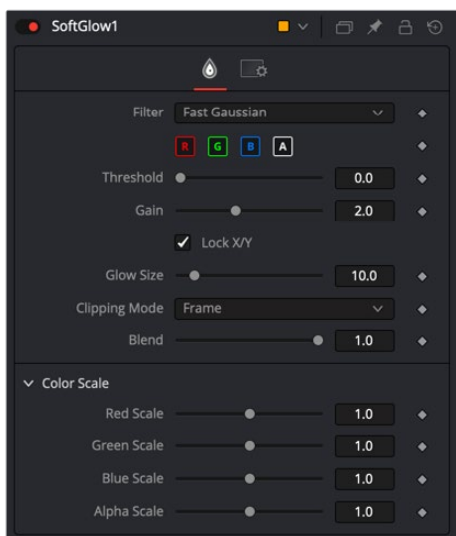 SoftGlow1
Filter Fast Gaussian
R G B A
Threshold 0.0
Gain 2.0
Lock X/Y
Glow Size 10.0
Clipping Mode Frame
Blend 1.0
Color Scale
Red Scale 1.0
Green Scale 1.0
Blue Scale 1.0
Alpha Scale 1.0